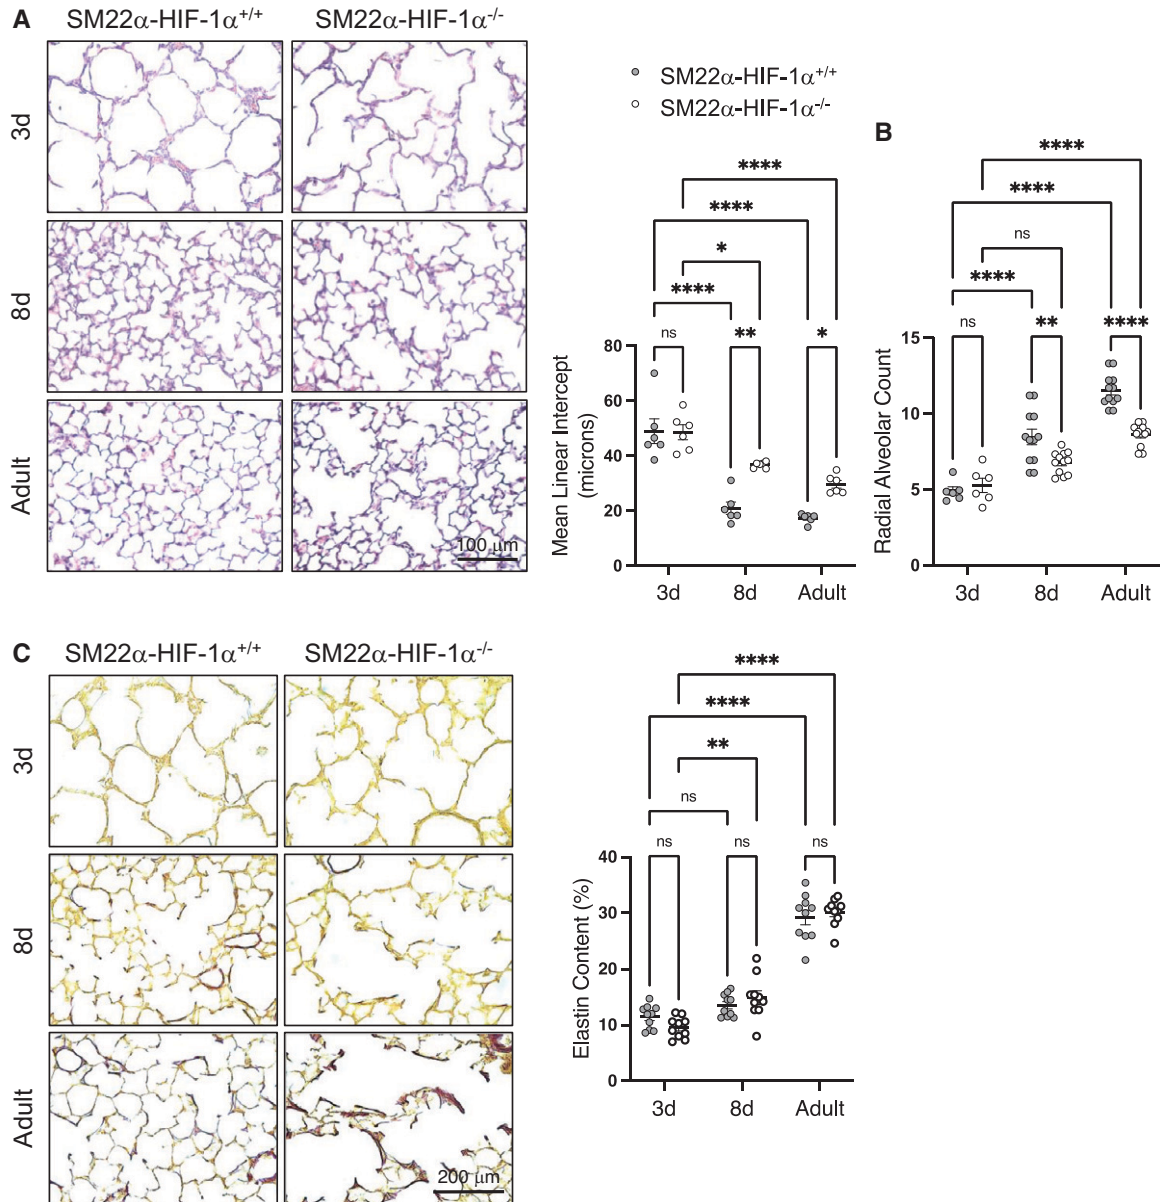 A
SM22α-HIF-1α+/+
SM22α-HIF-1α-/-
3d
8d
Adult
100 μm
SM22α-HIF-1α+/+
SM22α-HIF-1α-/-
****
****
*
****
ns
**
*
80
60
40
20
0
Mean Linear Intercept
(microns)
3d
8d
Adult
B
****
****
ns
****
ns
**
****
15
10
5
0
Radial Alveolar Count
3d
8d
Adult
C
SM22α-HIF-1α+/+
SM22α-HIF-1α-/-
3d
8d
Adult
200 μm
****
****
**
ns
ns
ns
ns
40
30
20
10
0
Elastin Content (%)
3d
8d
Adult